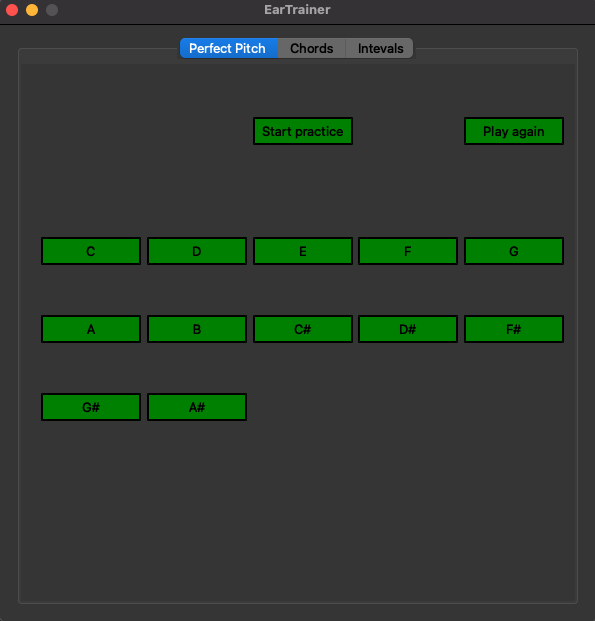 EarTrainer
Perfect Pitch Chords Intevals
Start practice Play again
C D E F G
A B C# D# F#
G# A#